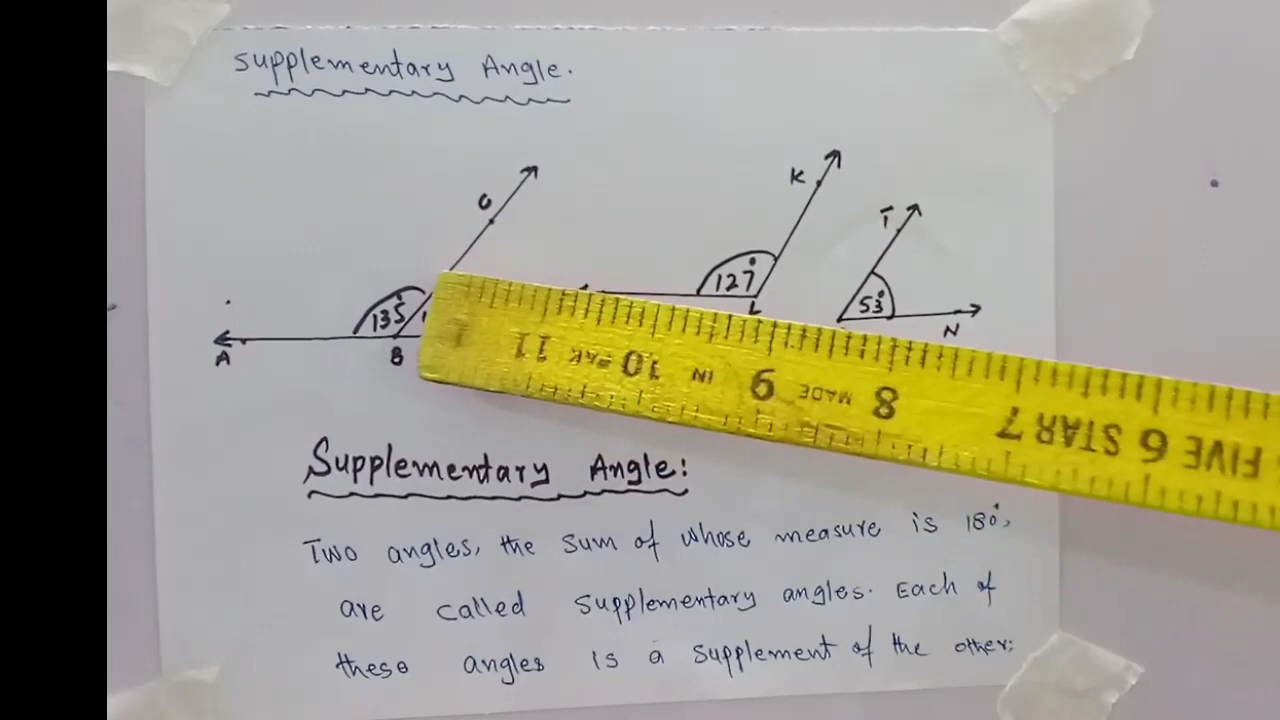 Supplementary Angle.
O
K
T
135°
127°
53°
A
B
L
N
11
10
IN
9
MADE
8
7
FIVE 6 STAR
Supplementary Angle:
Two angles, the sum of whose measure is 180°,
are called supplementary angles. Each of
these angles is a supplement of the other;